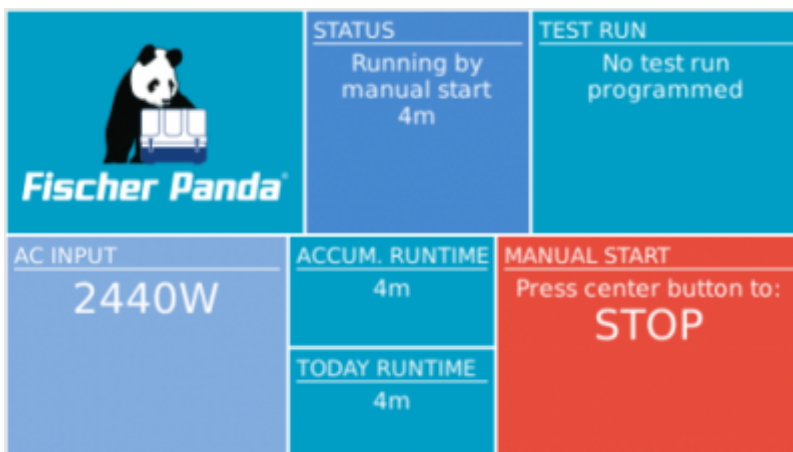 Fischer Panda®
STATUS
Running by
manual start
4m
TEST RUN
No test run
programmed
AC INPUT
2440W
ACCUM. RUNTIME
4m
TODAY RUNTIME
4m
MANUAL START
Press center button to:
STOP